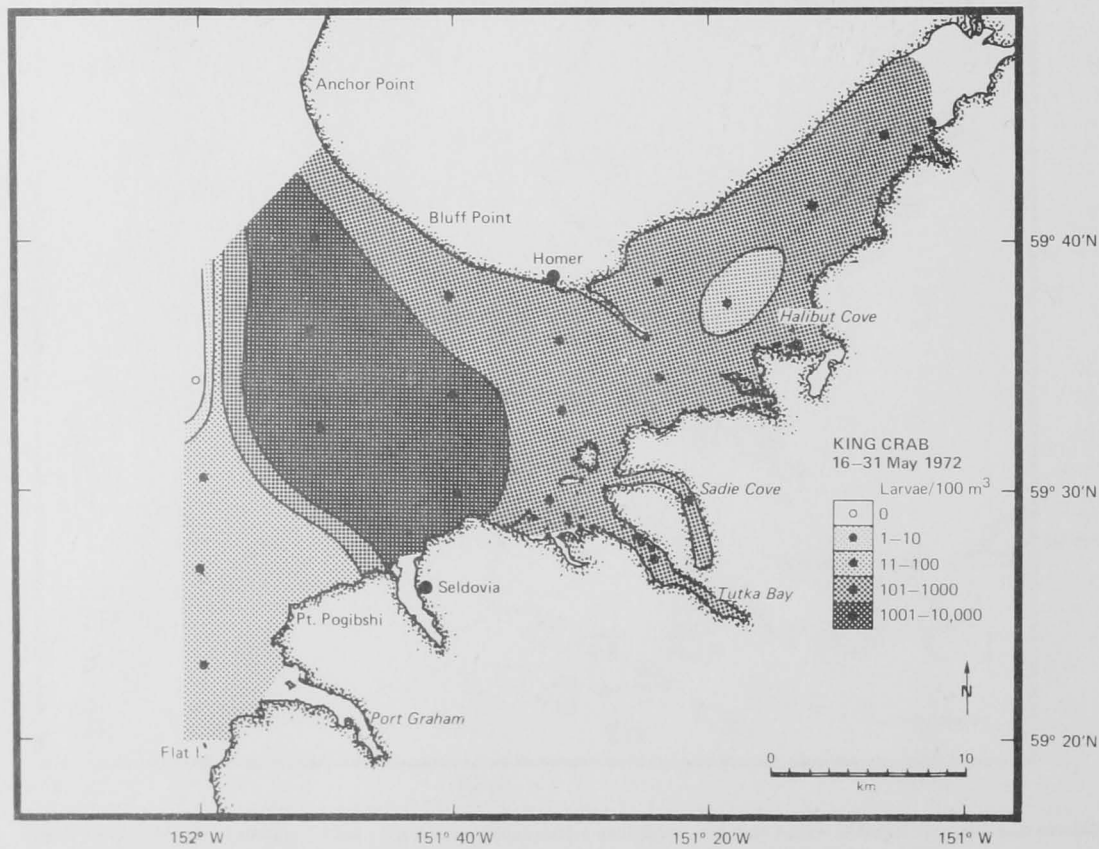 Anchor Point
Bluff Point
Homer
59° 40'N
Halibut Cove
KING CRAB
16–31 May 1972
Larvae/100 m³
0
1–10
11–100
101–1000
1001–10,000
Sadie Cove
59° 30'N
Tutka Bay
Seldovia
Pt. Pogibshi
Port Graham
N
Flat I.
0 10
km
59° 20'N
152° W 151° 40'W 151° 20'W 151° W